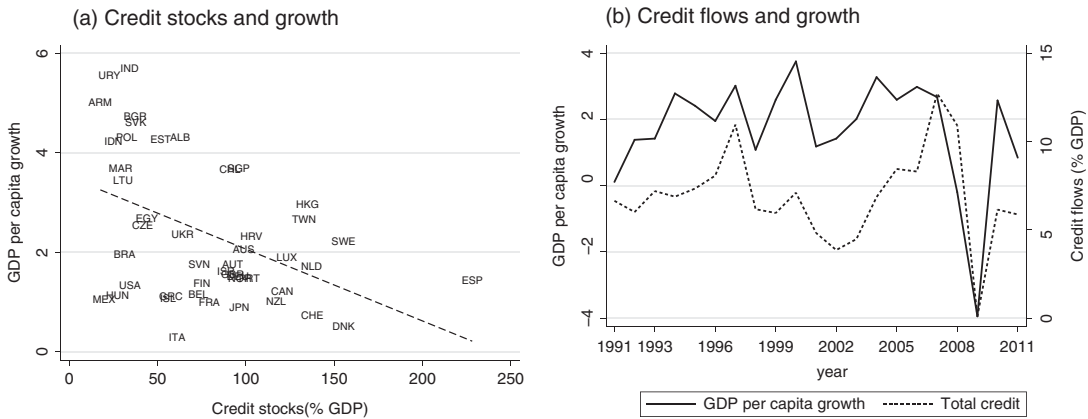 (a) Credit stocks and growth
GDP per capita growth
6
4
2
0
IND
URY
ARM
BGR
SVK
POL
IDN
EST
ALB
MAR
LTU
SGP
HKG
TWN
EGY
CZE
UKR
HRV
AUS
SWE
BRA
LUX
SVN
AUT
NLD
ESP
USA
FIN
HUN
MEX
GRC
ISL
BEL
FRA
CAN
NZL
JPN
CHE
DNK
ITA
0 50 100 150 200 250
Credit stocks(% GDP)
(b) Credit flows and growth
GDP per capita growth
4
2
0
−2
−4
15
10
5
0
Credit flows (% GDP)
1991 1993 1996 1999 2002 2004 2006 2008 2011
year
GDP per capita growth Total credit